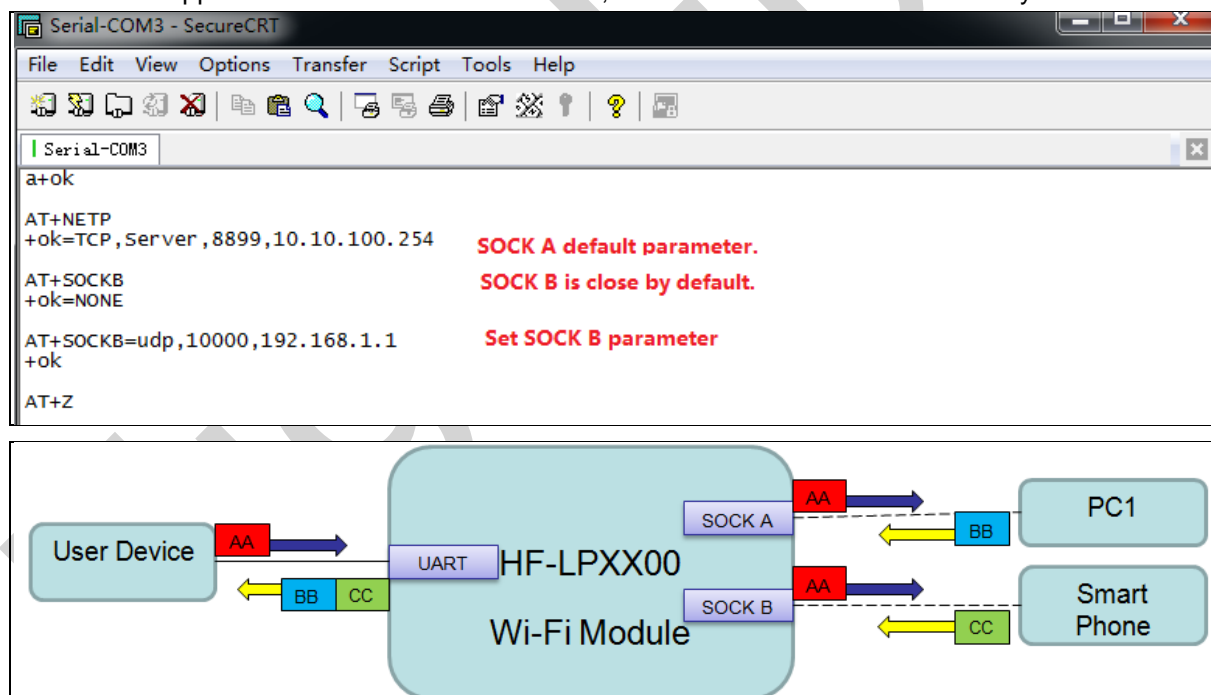 Serial-COM3 - SecureCRT
File Edit View Options Transfer Script Tools Help
Serial-COM3
a+ok
AT+NETP
+ok=TCP,Server,8899,10.10.100.254 SOCK A default parameter.
AT+SOCKB SOCK B is close by default.
+ok=NONE
AT+SOCKB=udp,10000,192.168.1.1 Set SOCK B parameter
+ok
AT+Z
User Device
AA
BB CC
UART
HF-LPXX00
Wi-Fi Module
SOCK A
AA
BB
PC1
SOCK B
AA
CC
Smart
Phone